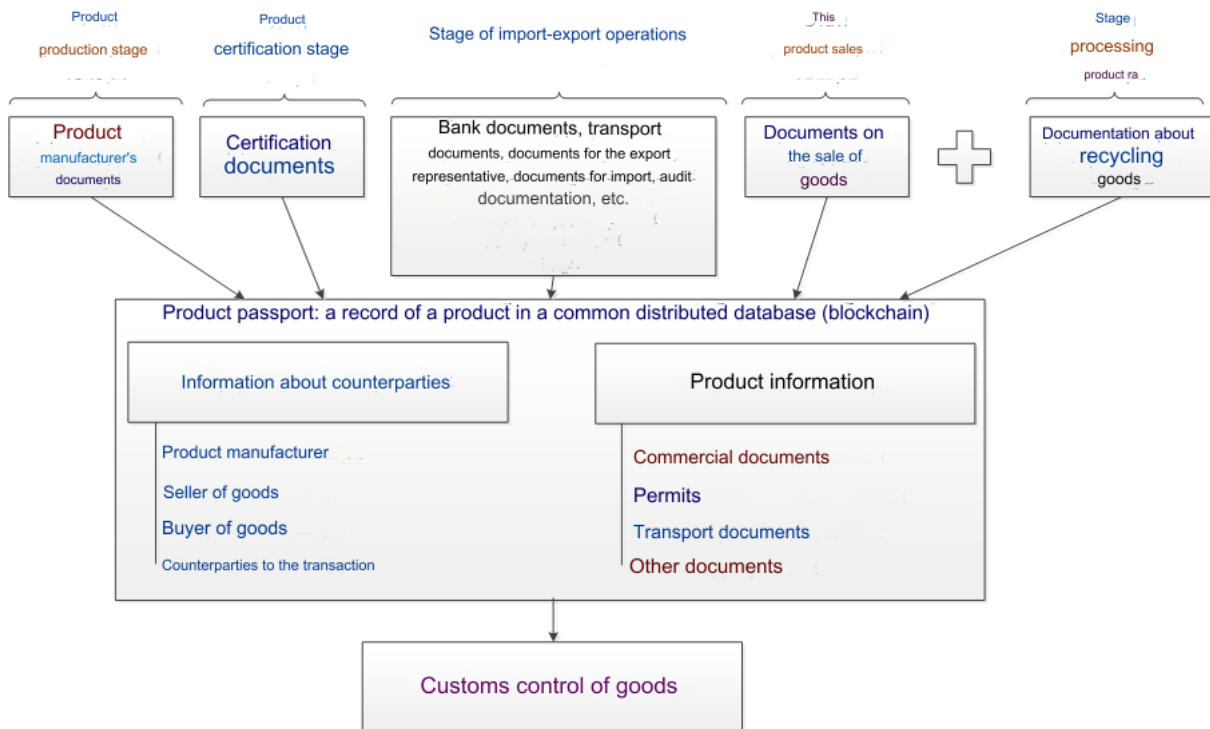 Product
production stage
Product
certification stage
Stage of import-export operations
This
product sales
Stage
processing
product ra
Product
manufacturer's
documents
Certification
documents
Bank documents, transport
documents, documents for the export
representative, documents for import, audit
documentation, etc.
Documents on
the sale of
goods
Documentation about
recycling
goods ...
Product passport: a record of a product in a common distributed database (blockchain)
Information about counterparties
Product manufacturer
Seller of goods
Buyer of goods
Counterparties to the transaction
Product information
Commercial documents
Permits
Transport documents
Other documents
Customs control of goods